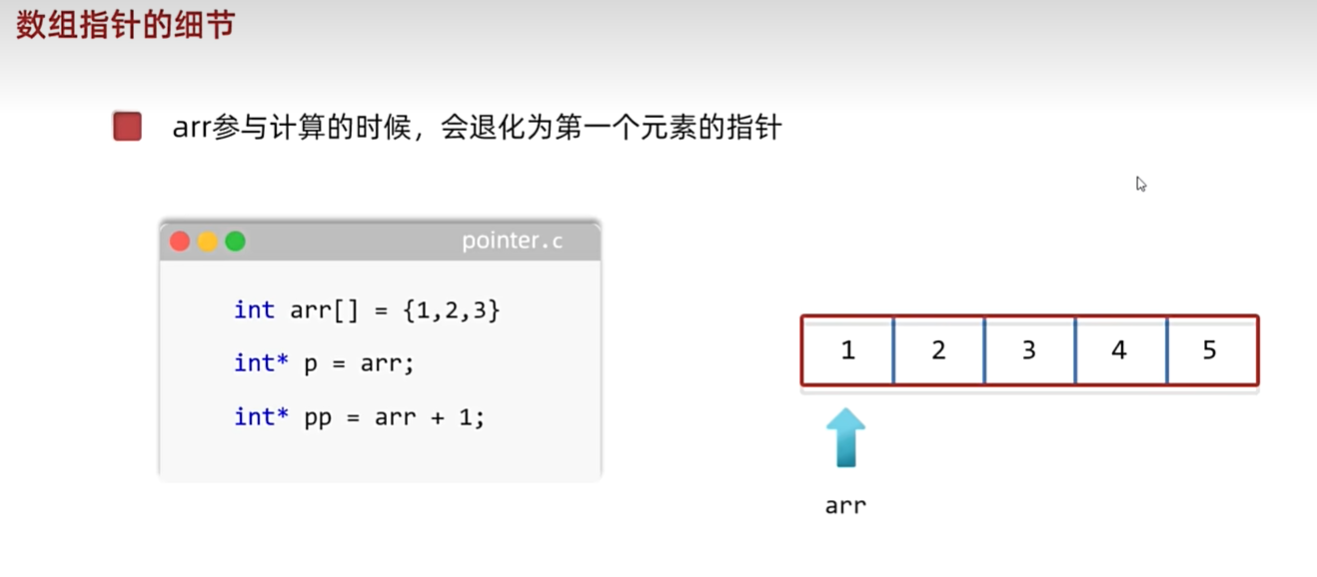 数组指针的细节
arr参与计算的时候，会退化为第一个元素的指针
pointer.c
int arr[] = {1,2,3}
int* p = arr;
int* pp = arr + 1;
1 2 3 4 5
arr